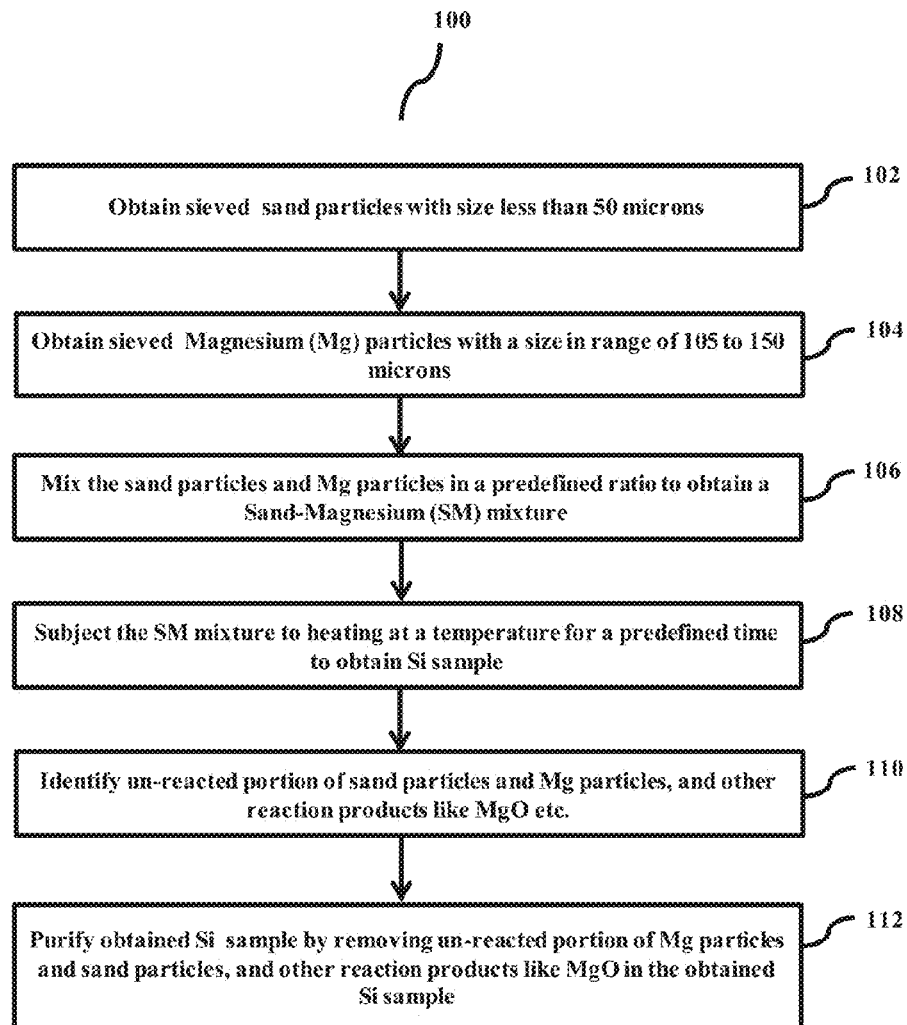 100
102
Obtain sieved sand particles with size less than 50 microns
104
Obtain sieved Magnesium (Mg) particles with a size in range of 105 to 150
microns
106
Mix the sand particles and Mg particles in a predefined ratio to obtain a
Sand-Magnesium (SM) mixture
108
Subject the SM mixture to heating at a temperature for a predefined time
to obtain Si sample
110
Identify un-reacted portion of sand particles and Mg particles, and other
reaction products like MgO etc.
112
Purify obtained Si sample by removing un-reacted portion of Mg particles
and sand particles, and other reaction products like MgO in the obtained
Si sample